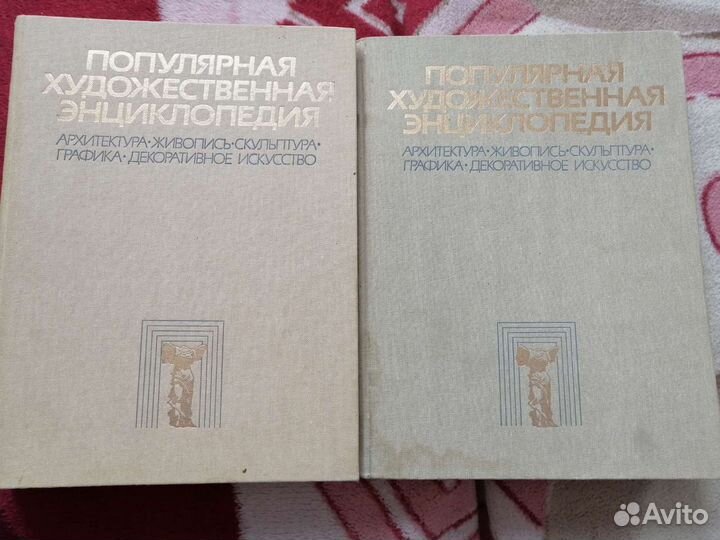 ПОПУЛЯРНАЯ
ХУДОЖЕСТВЕННАЯ
ЭНЦИКЛОПЕДИЯ
АРХИТЕКТУРА·ЖИВОПИСЬ·СКУЛЬПТУРА·
ГРАФИКА·ДЕКОРАТИВНОЕ ИСКУССТВО
ПОПУЛЯРНАЯ
ХУДОЖЕСТВЕННАЯ
ЭНЦИКЛОПЕДИЯ
АРХИТЕКТУРА·ЖИВОПИСЬ·СКУЛЬПТУРА·
ГРАФИКА·ДЕКОРАТИВНОЕ ИСКУССТВО
Avito